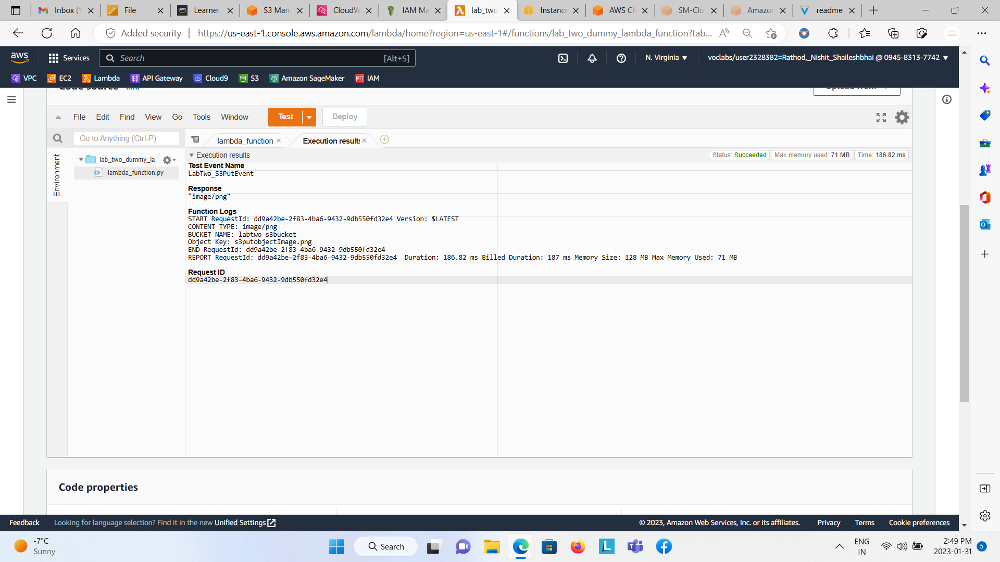 Inbox (1
File
Learner
S3 Man
CloudW
IAM Ma
lab_two
Instance
AWS Cl
SM-Clo
Amazon
readme
Added security
https://us-east-1.console.aws.amazon.com/lambda/home?region=us-east-1#/functions/lab_two_dummy_lambda_function?tab...
aws
Services
Search
[Alt+S]
N. Virginia
voclabs/user2328382=Rathod,_Nishit_Shaileshbhai @ 0945-8313-7742
VPC
EC2
Lambda
API Gateway
Cloud9
S3
Amazon SageMaker
IAM
Code source
Info
Upload from
File
Edit
Find
View
Go
Tools
Window
Test
Deploy
Go to Anything (Ctrl-P)
lambda_function
Execution results
Environment
lab_two_dummy_la
lambda_function.py
Execution results
Status: Succeeded
Max memory used: 71 MB
Time: 186.82 ms
Test Event Name
LabTwo_S3PutEvent
Response
"image/png"
Function Logs
START RequestId: dd9a42be-2f83-4ba6-9432-9db550fd32e4 Version: $LATEST
CONTENT TYPE: image/png
BUCKET NAME: labtwo-s3bucket
Object Key: s3putobjectImage.png
END RequestId: dd9a42be-2f83-4ba6-9432-9db550fd32e4
REPORT RequestId: dd9a42be-2f83-4ba6-9432-9db550fd32e4 Duration: 186.82 ms Billed Duration: 187 ms Memory Size: 128 MB Max Memory Used: 71 MB
Request ID
dd9a42be-2f83-4ba6-9432-9db550fd32e4
Code properties
Feedback
Looking for language selection? Find it in the new Unified Settings
© 2023, Amazon Web Services, Inc. or its affiliates.
Privacy
Terms
Cookie preferences
-7°C
Sunny
Search
ENG
IN
2:49 PM
2023-01-31
5